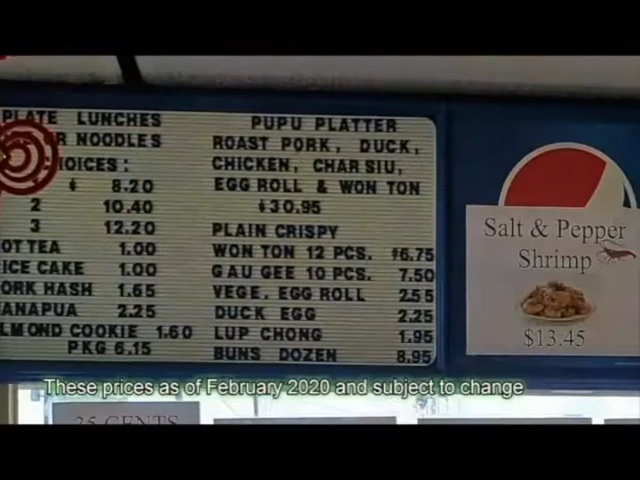 PLATE LUNCHES
R NOODLES
OICES:
1 8.20
2 10.40
3 12.20
OT TEA 1.00
ICE CAKE 1.00
ORK HASH 1.65
ANAPUA 2.25
LMOND COOKIE 1.60
PKG 6.15
PUPU PLATTER
ROAST PORK, DUCK,
CHICKEN, CHAR SIU,
EGG ROLL & WON TON
$30.95
PLAIN CRISPY
WON TON 12 PCS. $6.75
GAU GEE 10 PCS. 7.50
VEGE. EGG ROLL 2.55
DUCK EGG 2.25
LUP CHONG 1.95
BUNS DOZEN 8.95
Salt & Pepper
Shrimp
$13.45
These prices as of February 2020 and subject to change
35 CENTS